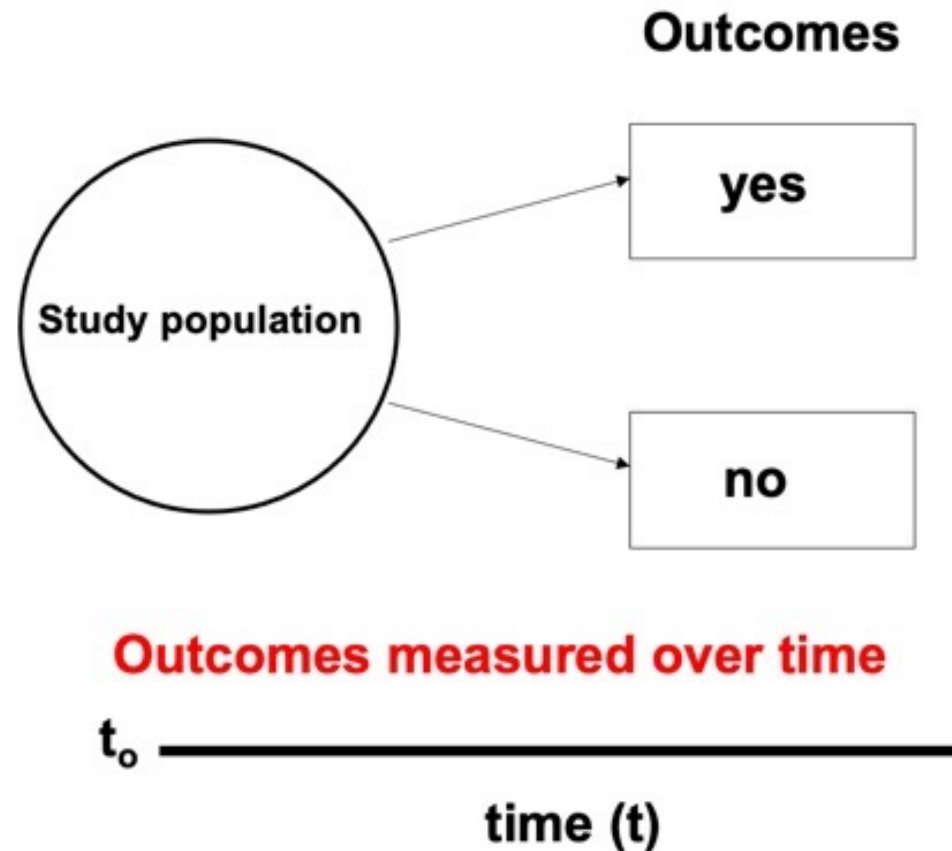 Outcomes
yes
Study population
no
Outcomes measured over time
to
time (t)